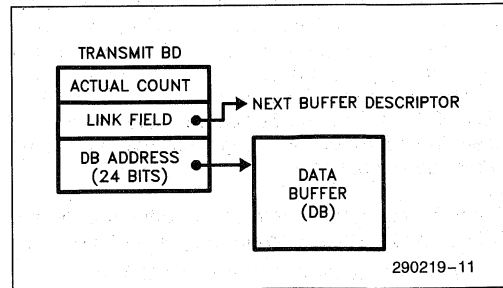 TRANSMIT BD
ACTUAL COUNT
LINK FIELD
NEXT BUFFER DESCRIPTOR
DB ADDRESS
(24 BITS)
DATA
BUFFER
(DB)
290219-11